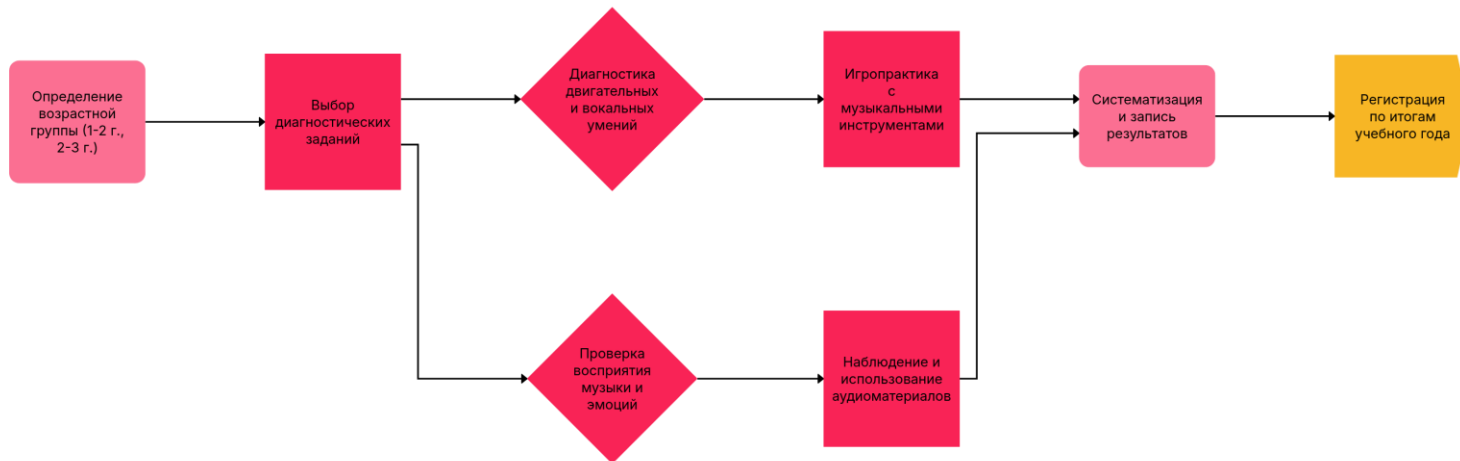 Определение
возрастной
группы (1-2 г.,
2-3 г.)
Выбор
диагностических
заданий
Диагностика
двигательных
и вокальных
умений
Игропрактика
с
музыкальными
инструментами
Систематизация
и запись
результатов
Регистрация
по итогам
учебного года
Проверка
восприятия
музыки и
эмоций
Наблюдение и
использование
аудиоматериалов